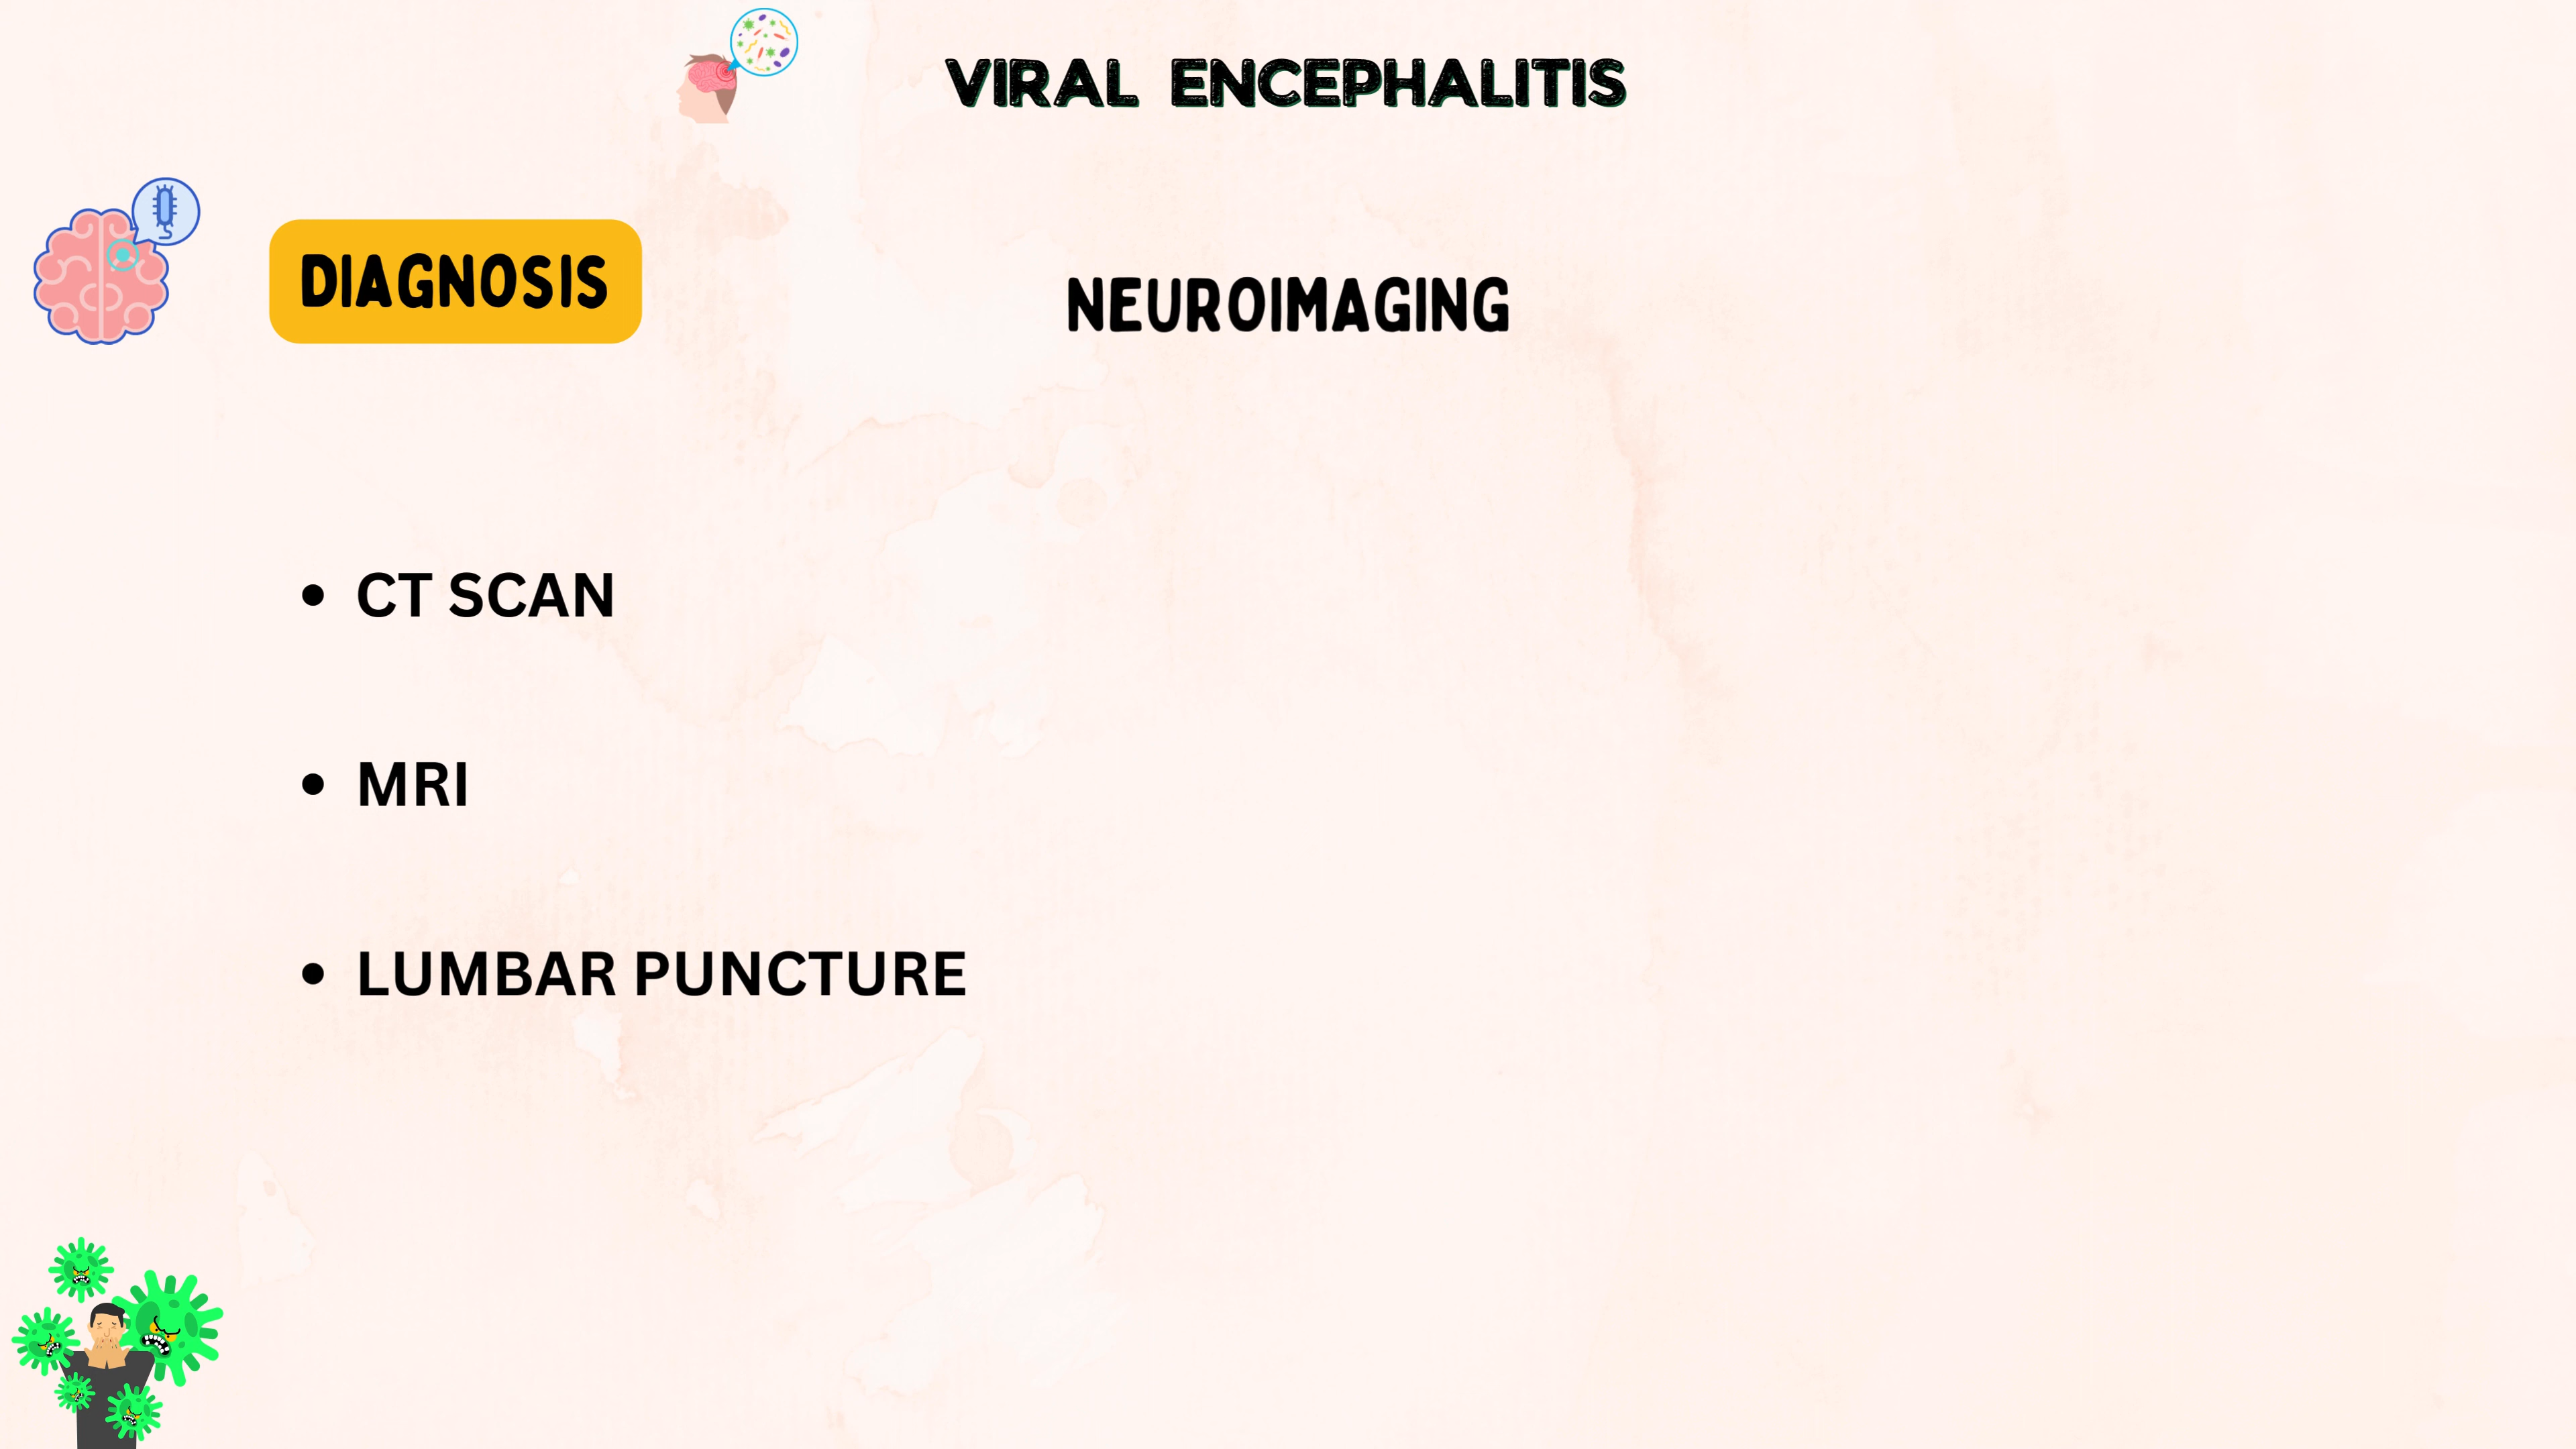 VIRAL ENCEPHALITIS
DIAGNOSIS
NEUROIMAGING
• CT SCAN
• MRI
• LUMBAR PUNCTURE